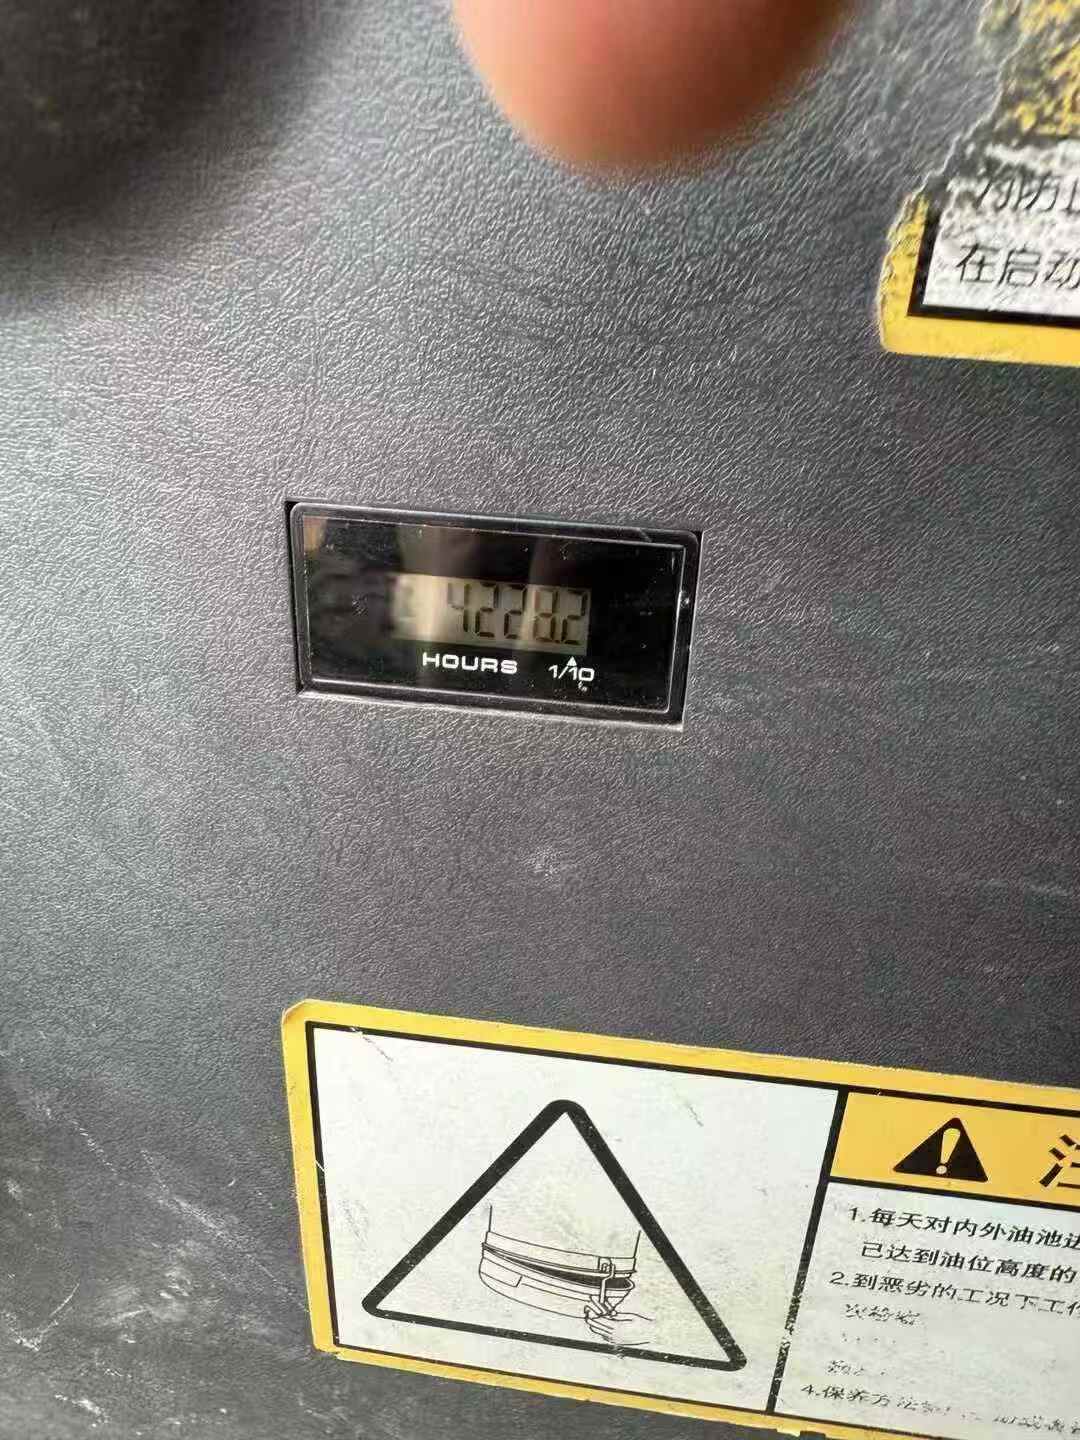 在启动
4228.2
HOURS 1/10
注
1.每天对内外油池进
已达到油位高度的
2.到恶劣的工况下工作
4.保养方法